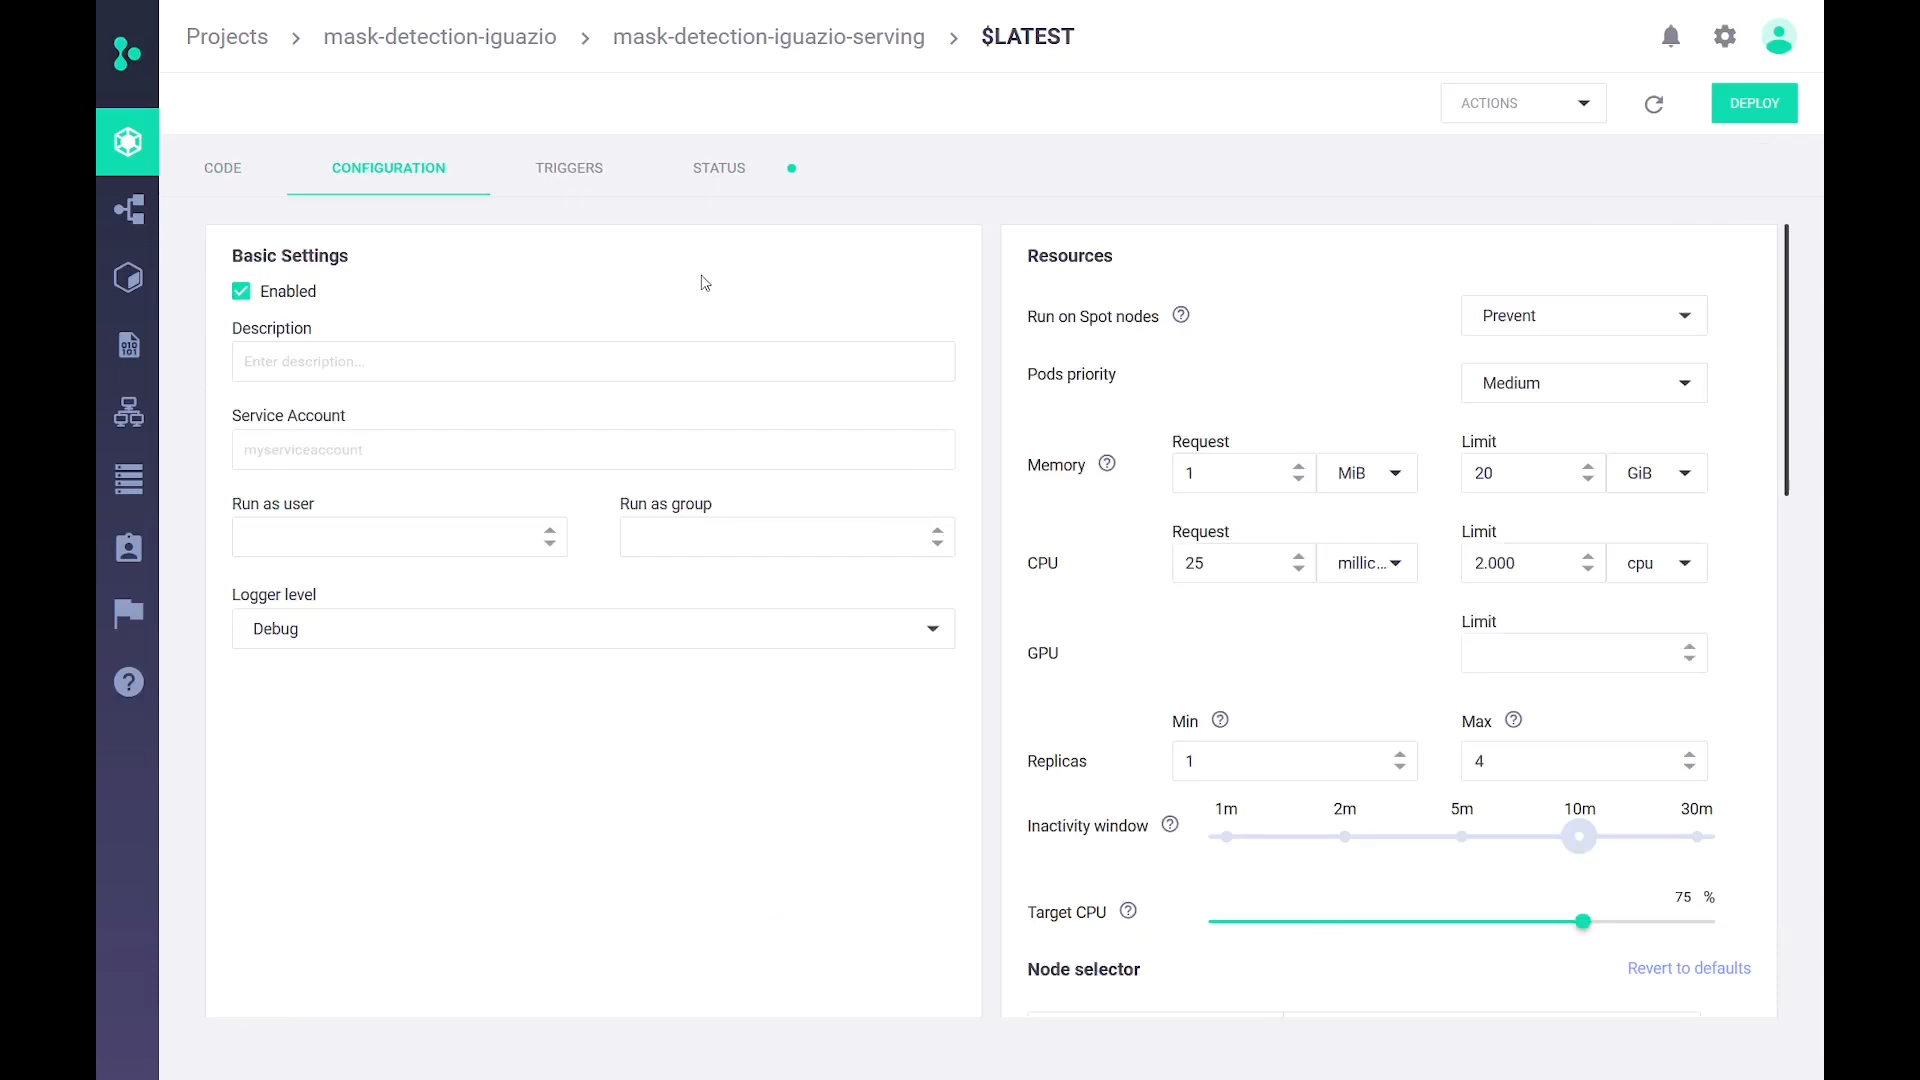 Projects > mask-detection-iguazio > mask-detection-iguazio-serving > $LATEST
ACTIONS
DEPLOY
CODE
CONFIGURATION
TRIGGERS
STATUS
Basic Settings
Enabled
Description
Enter description...
Service Account
myserviceaccount
Run as user
Run as group
Logger level
Debug
Resources
Run on Spot nodes ?
Prevent
Pods priority
Medium
Request
Limit
Memory ?
1
MiB
20
GiB
Request
Limit
CPU
25
millic...
2.000
cpu
Limit
GPU
Min ?
Max ?
Replicas
1
4
1m
2m
5m
10m
30m
Inactivity window ?
75 %
Target CPU ?
Node selector
Revert to defaults
010
101
?